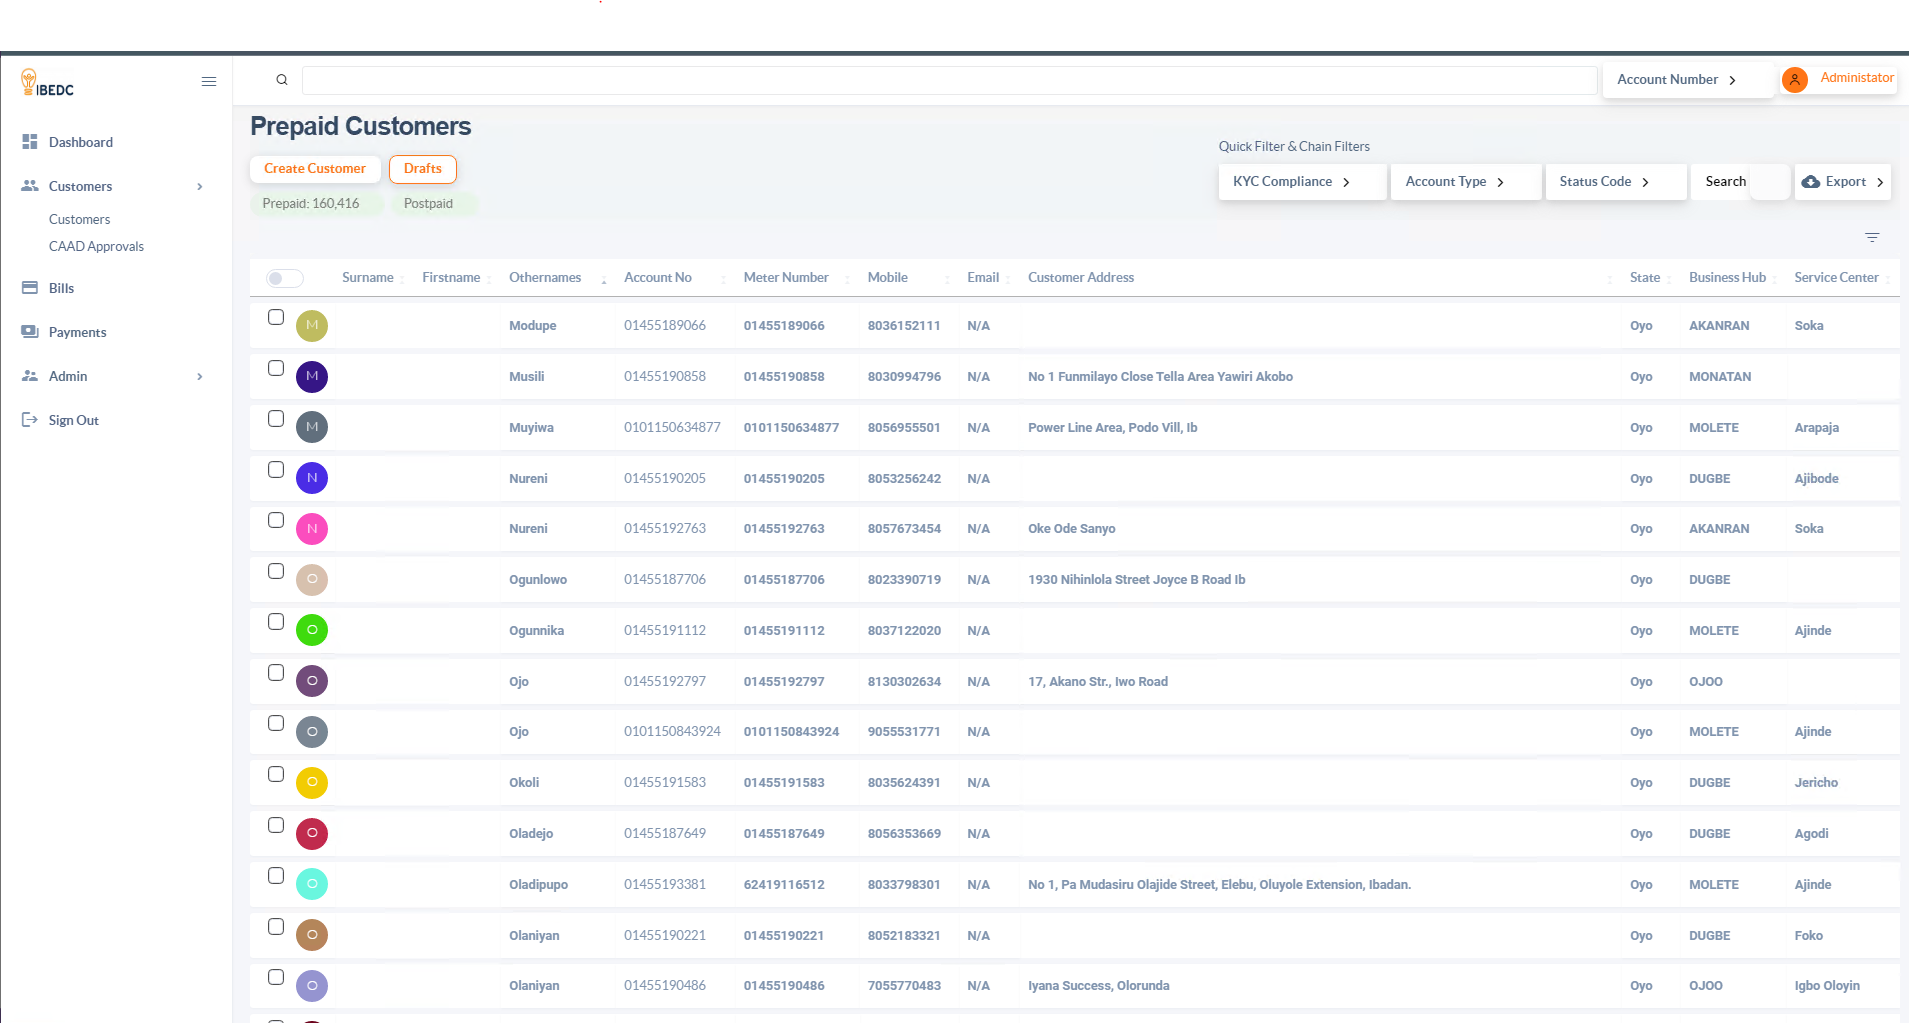 IBEDC
Account Number
Administator
Dashboard
Customers
Customers
CAAD Approvals
Bills
Payments
Admin
Sign Out
Prepaid Customers
Create Customer Drafts
Prepaid: 160,416 Postpaid
Quick Filter & Chain Filters
KYC Compliance Account Type Status Code Search Export
Surname Firstname Othernames Account No Meter Number Mobile Email Customer Address State Business Hub Service Center
M Modupe 01455189066 01455189066 8036152111 N/A Oyo AKANRAN Soka
M Musili 01455190858 01455190858 8030994796 N/A No 1 Funmilayo Close Tella Area Yawiri Akobo Oyo MONATAN
M Muyiwa 0101150634877 0101150634877 8056955501 N/A Power Line Area, Podo Vill, Ib Oyo MOLETE Arapaja
N Nureni 01455190205 01455190205 8053256242 N/A Oyo DUGBE Ajibode
N Nureni 01455192763 01455192763 8057673454 N/A Oke Ode Sanyo Oyo AKANRAN Soka
O Ogunlowo 01455187706 01455187706 8023390719 N/A 1930 Nihinlola Street Joyce B Road Ib Oyo DUGBE
O Ogunnika 01455191112 01455191112 8037122020 N/A Oyo MOLETE Ajinde
O Ojo 01455192797 01455192797 8130302634 N/A 17, Akano Str., Iwo Road Oyo OJOO
O Ojo 0101150843924 0101150843924 9055531771 N/A Oyo MOLETE Ajinde
O Okoli 01455191583 01455191583 8035624391 N/A Oyo DUGBE Jericho
O Oladejo 01455187649 01455187649 8056353669 N/A Oyo DUGBE Agodi
O Oladipupo 01455193381 62419116512 8033798301 N/A No 1, Pa Mudasiru Olajide Street, Elebu, Oluyole Extension, Ibadan. Oyo MOLETE Ajinde
O Olaniyan 01455190221 01455190221 8052183321 N/A Oyo DUGBE Foko
O Olaniyan 01455190486 01455190486 7055770483 N/A Iyana Success, Olorunda Oyo OJOO Igbo Oloyin